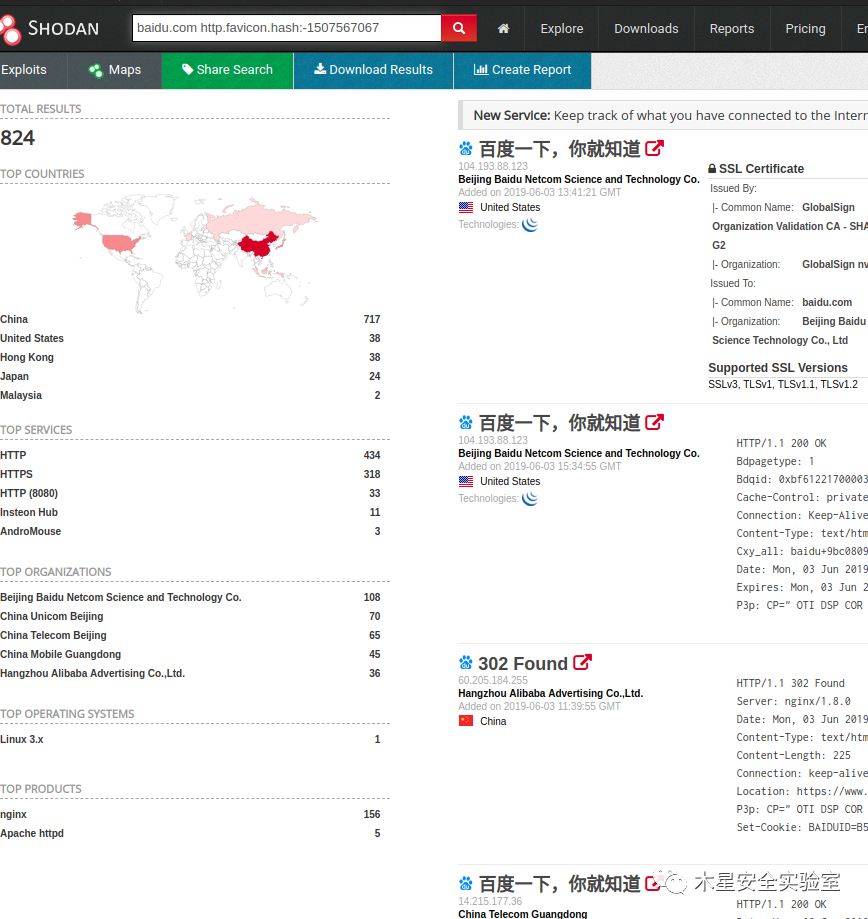 SHODAN
baidu.com http.favicon.hash:-1507567067
Explore
Downloads
Reports
Pricing
Exploits
Maps
Share Search
Download Results
Create Report
TOTAL RESULTS
824
TOP COUNTRIES
China 717
United States 38
Hong Kong 38
Japan 24
Malaysia 2
TOP SERVICES
HTTP 434
HTTPS 318
HTTP (8080) 33
Insteon Hub 11
AndroMouse 3
TOP ORGANIZATIONS
Beijing Baidu Netcom Science and Technology Co. 108
China Unicom Beijing 70
China Telecom Beijing 65
China Mobile Guangdong 45
Hangzhou Alibaba Advertising Co.,Ltd. 36
TOP OPERATING SYSTEMS
Linux 3.x 1
TOP PRODUCTS
nginx 156
Apache httpd 5
New Service: Keep track of what you have connected to the Intern
百度一下，你就知道
104.193.88.123
Beijing Baidu Netcom Science and Technology Co.
Added on 2019-06-03 13:41:21 GMT
United States
Technologies:
SSL Certificate
Issued By:
|- Common Name: GlobalSign
Organization Validation CA - SHA
G2
|- Organization: GlobalSign nv
Issued To:
|- Common Name: baidu.com
|- Organization: Beijing Baidu
Science Technology Co., Ltd
Supported SSL Versions
SSLv3, TLSv1, TLSv1.1, TLSv1.2
百度一下，你就知道
104.193.88.123
Beijing Baidu Netcom Science and Technology Co.
Added on 2019-06-03 15:34:55 GMT
United States
Technologies:
HTTP/1.1 200 OK
Bdpagetype: 1
Bdqid: 0xbf61221700003
Cache-Control: private
Connection: Keep-Alive
Content-Type: text/htm
Cxy_all: baidu+9bc0809
Date: Mon, 03 Jun 2019
Expires: Mon, 03 Jun 2
P3p: CP=" OTI DSP COR
302 Found
60.205.184.255
Hangzhou Alibaba Advertising Co.,Ltd.
Added on 2019-06-03 11:39:55 GMT
China
HTTP/1.1 302 Found
Server: nginx/1.8.0
Date: Mon, 03 Jun 2019
Content-Type: text/htm
Content-Length: 225
Connection: keep-alive
Location: https://www.
P3p: CP=" OTI DSP COR
Set-Cookie: BAIDUID=B5
百度一下，你就知道
14.215.177.36
China Telecom Guangdong
HTTP/1.1 200 OK
木星安全实验室